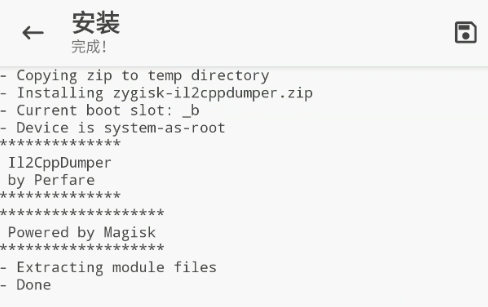 安装
完成！
- Copying zip to temp directory
- Installing zygisk-il2cppdumper.zip
- Current boot slot: _b
- Device is system-as-root
**************
 Il2CppDumper
 by Perfare
**************
*******************
 Powered by Magisk
*******************
- Extracting module files
- Done